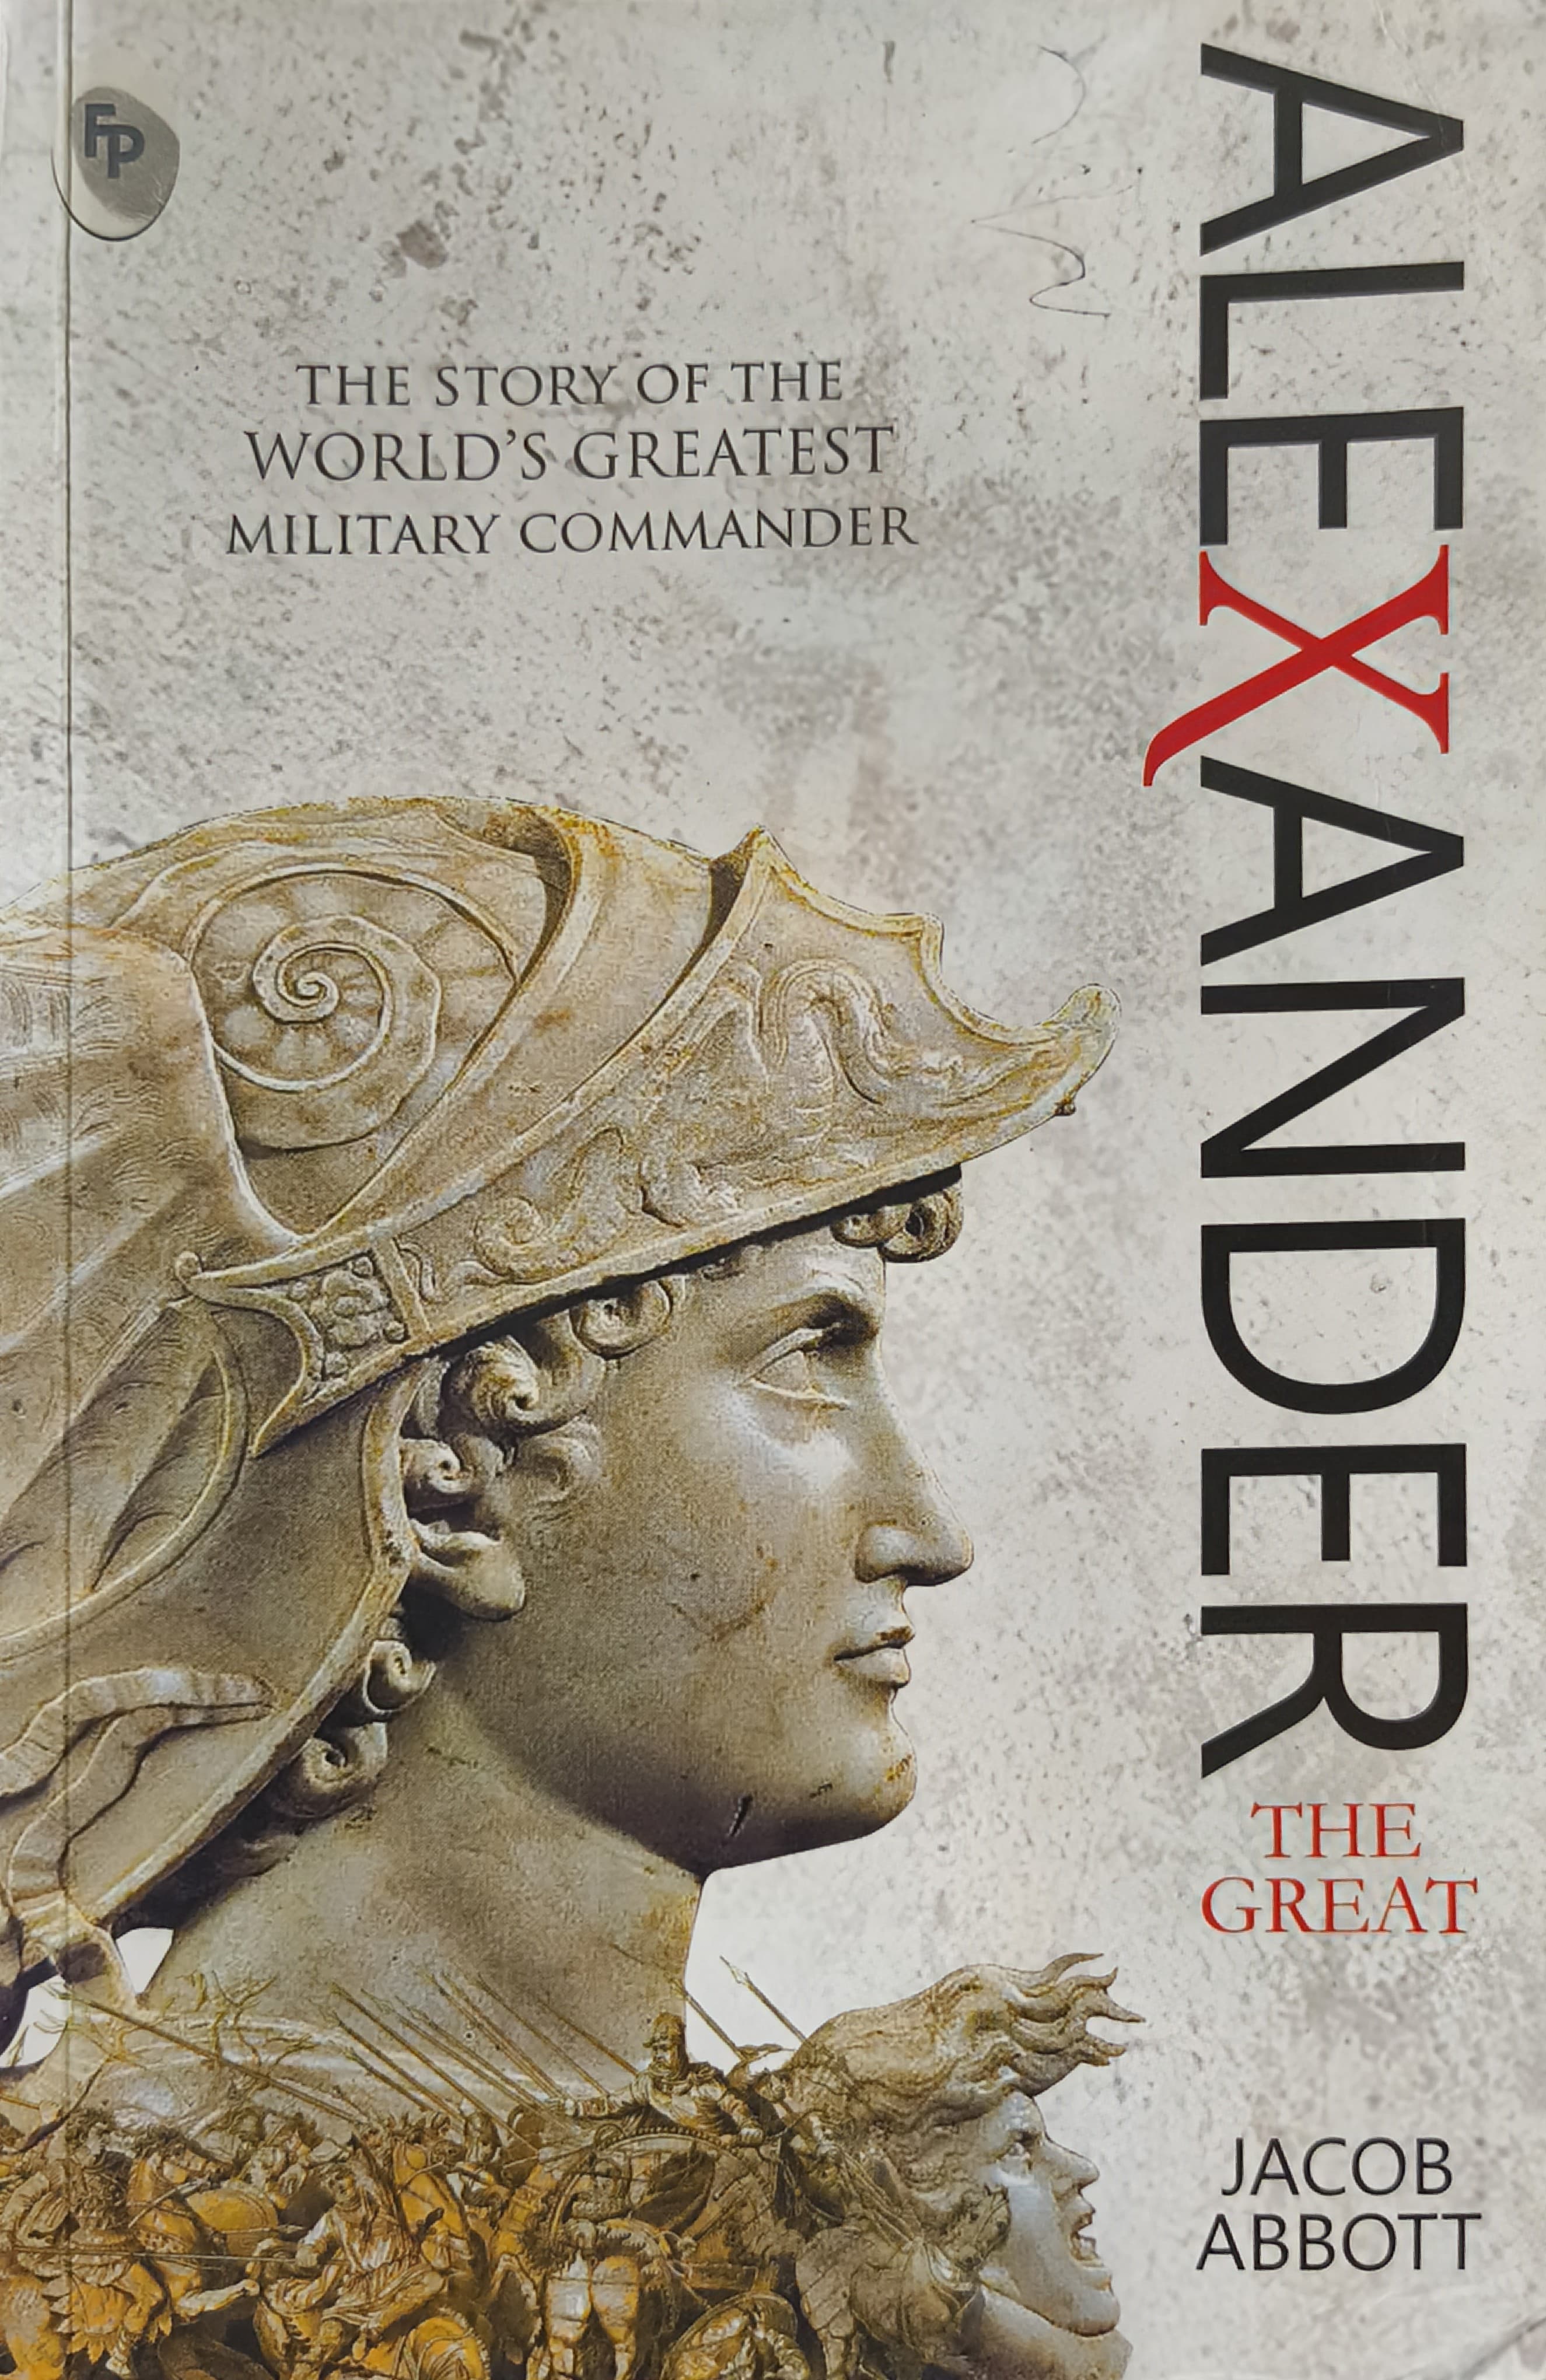 FP
THE STORY OF THE
WORLD'S GREATEST
MILITARY COMMANDER
ALEXANDER
THE
GREAT
JACOB
ABBOTT